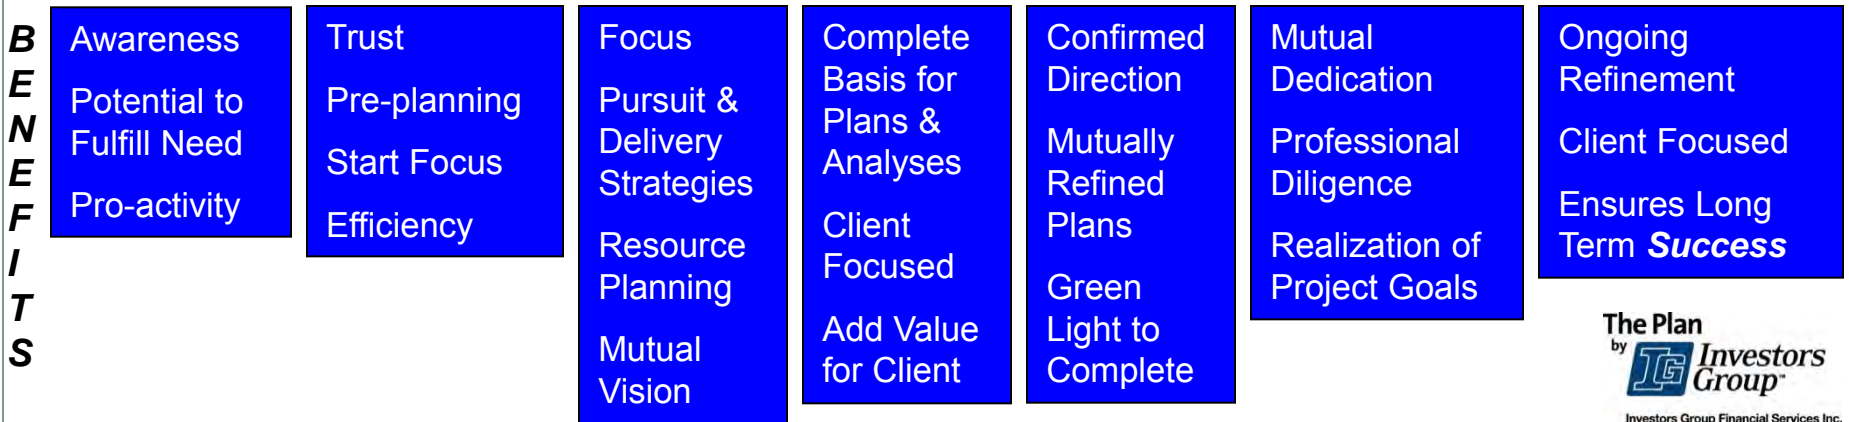 B
E
N
E
F
I
T
S
Awareness
Potential to
Fulfill Need
Pro-activity
Trust
Pre-planning
Start Focus
Efficiency
Focus
Pursuit &
Delivery
Strategies
Resource
Planning
Mutual
Vision
Complete
Basis for
Plans &
Analyses
Client
Focused
Add Value
for Client
Confirmed
Direction
Mutually
Refined
Plans
Green
Light to
Complete
Mutual
Dedication
Professional
Diligence
Realization of
Project Goals
Ongoing
Refinement
Client Focused
Ensures Long
Term Success
The Plan
by IG Investors
Group™
Investors Group Financial Services Inc.